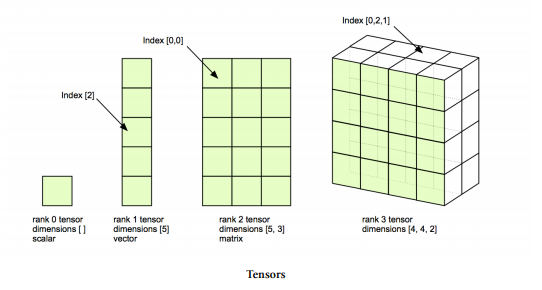 Index [0,2,1]
Index [0,0]
Index [2]
rank 0 tensor
dimensions [ ]
scalar
rank 1 tensor
dimensions [5]
vector
rank 2 tensor
dimensions [5, 3]
matrix
rank 3 tensor
dimensions [4, 4, 2]
Tensors